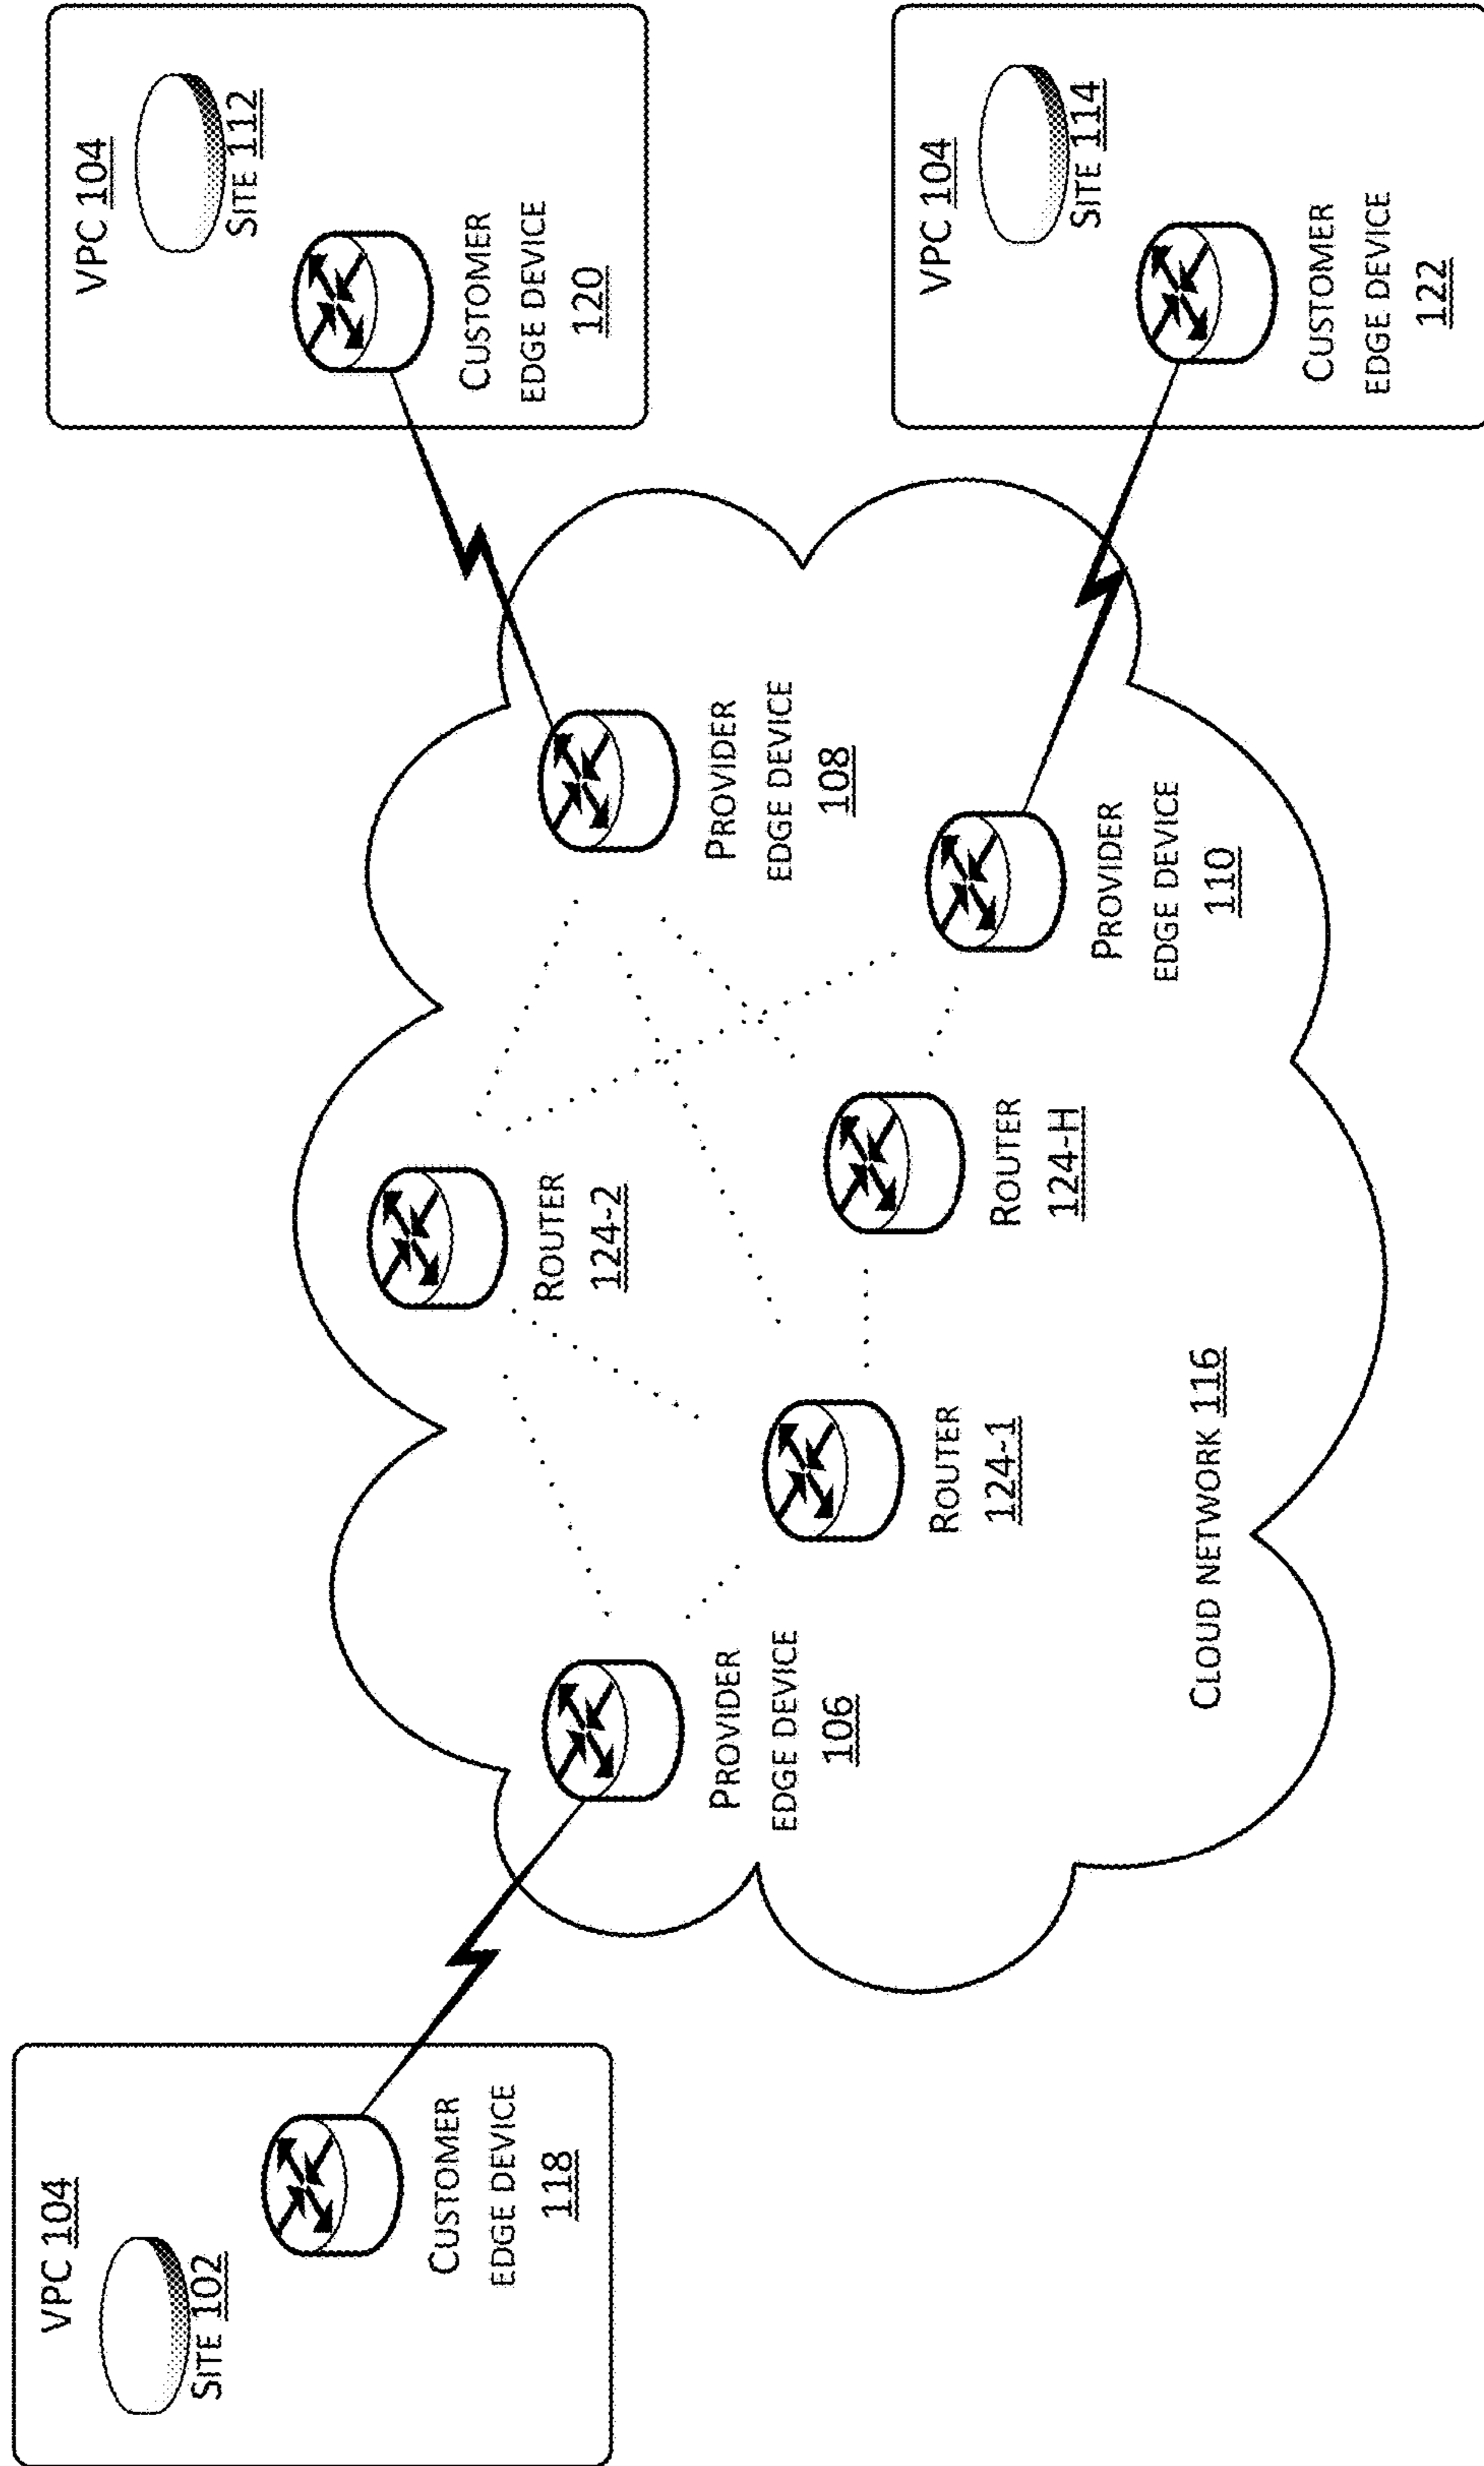 VPC 104
SITE 102
CUSTOMER
EDGE DEVICE
118
PROVIDER
EDGE DEVICE
106
ROUTER
124-2
ROUTER
124-1
ROUTER
124-H
CLOUD NETWORK 116
PROVIDER
EDGE DEVICE
108
PROVIDER
EDGE DEVICE
110
VPC 104
SITE 112
CUSTOMER
EDGE DEVICE
120
VPC 104
SITE 114
CUSTOMER
EDGE DEVICE
122